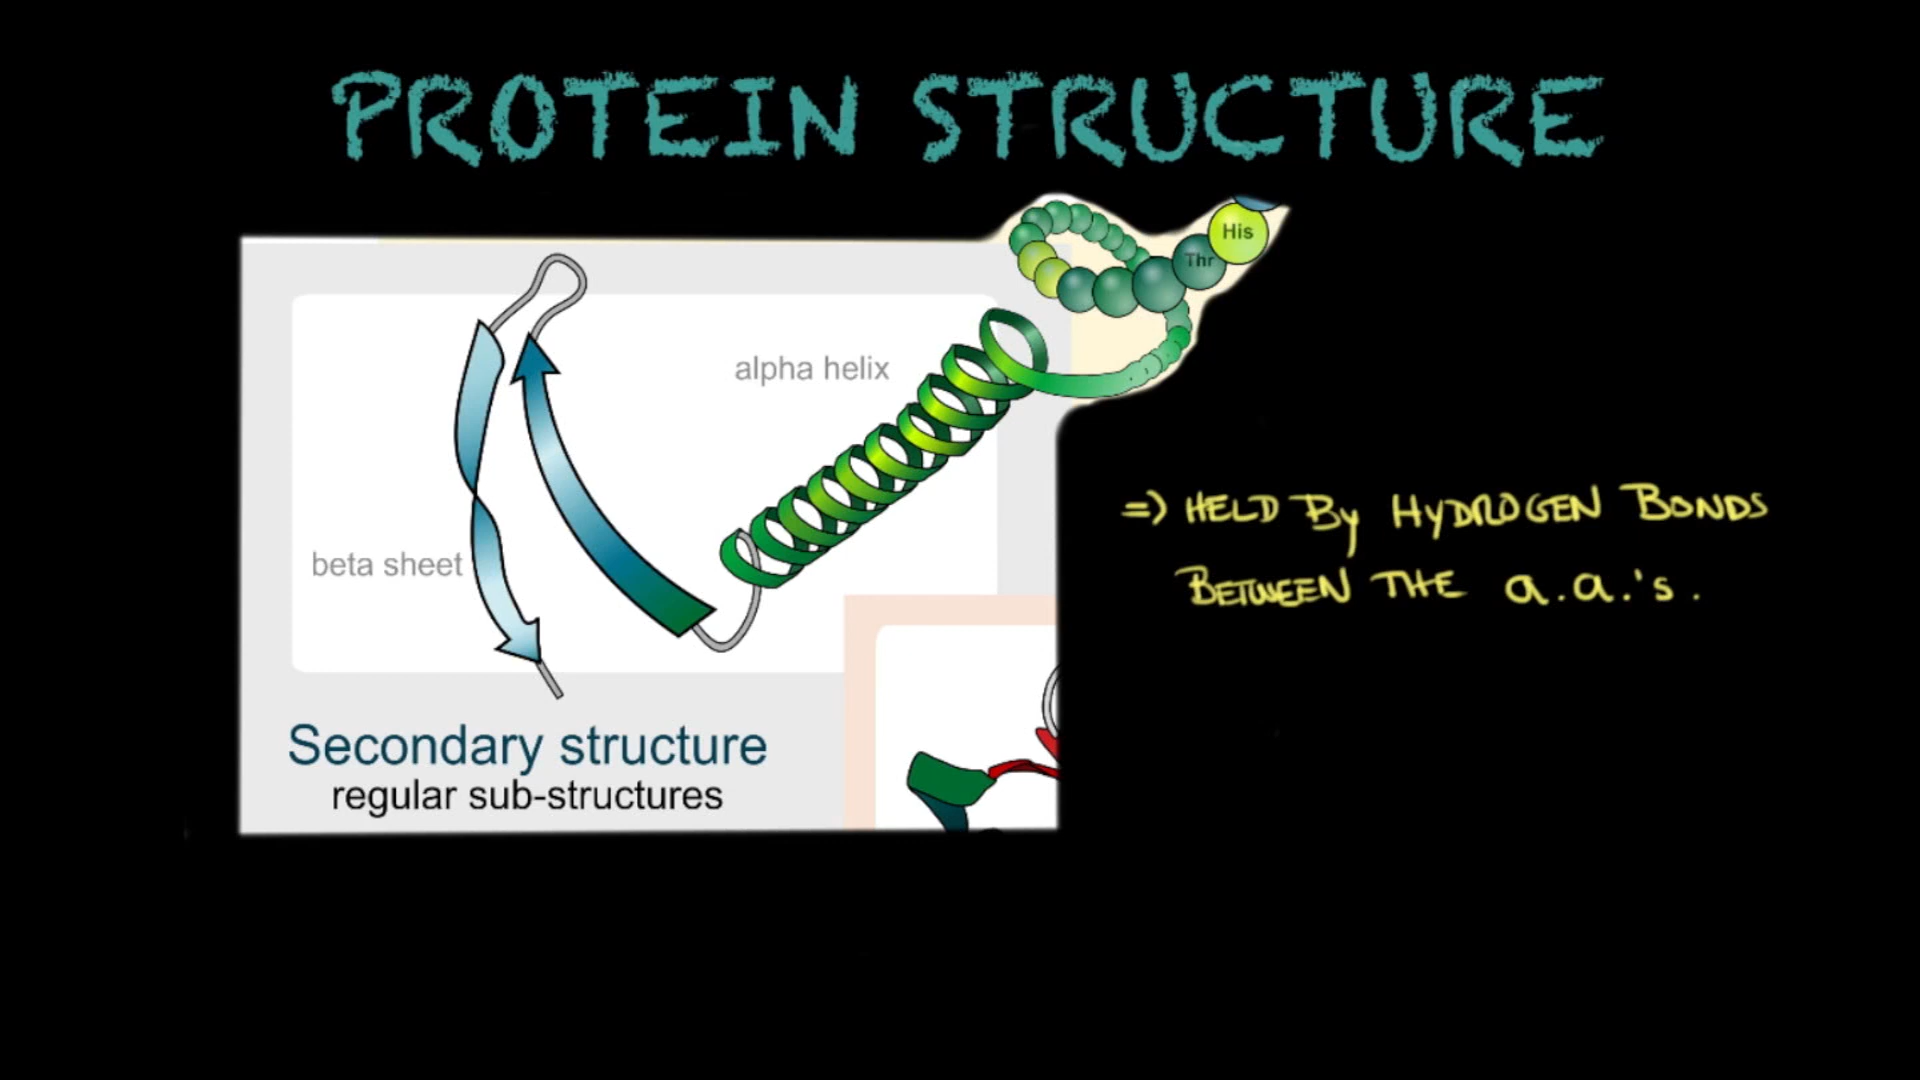 PROTEIN STRUCTURE
His
Thr
alpha helix
beta sheet
=> HELD By HYDROGEN BONDS
BETWEEN THE a.a.'s.
Secondary structure
regular sub-structures